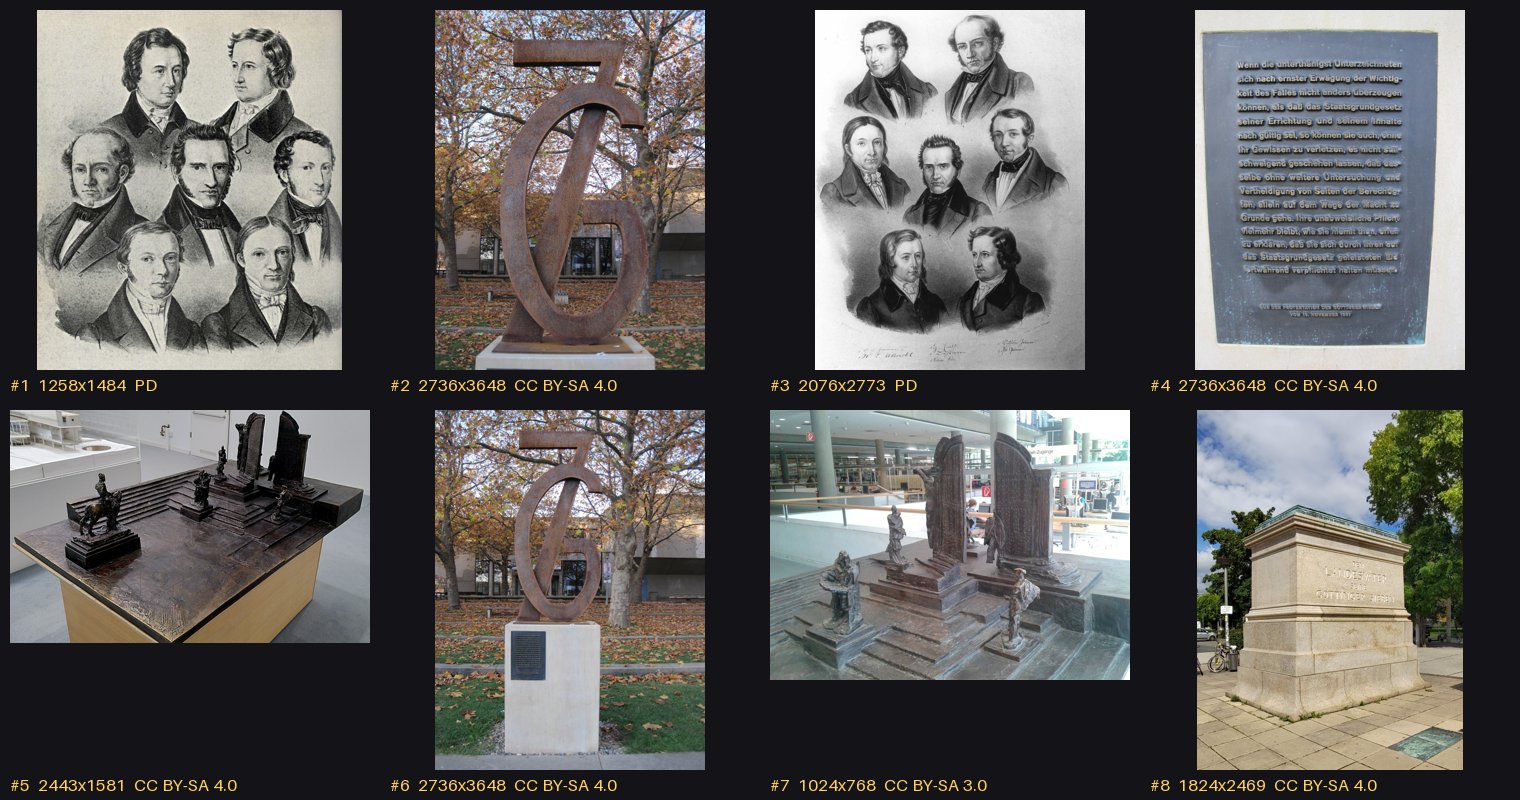 #1 1258x1484 PD
#2 2736x3648 CC BY-SA 4.0
#3 2076x2773 PD
Wenn die unterthänigst Unterzeichneten
sich nach ernster Erwägung der Wichtig-
keit des Falles nicht anders überzeugen
können, als daß das Staatsgrundgesetz
seiner Errichtung und seinem Inhalte
nach gültig sei, so können sie auch, ohne
ihr Gewissen zu verletzen, es nicht still-
schweigend geschehen lassen, daß das-
selbe ohne weitere Untersuchung und
Vertheidigung von Seiten der Berechtig-
ten, allein auf dem Wege der Macht zu
Grunde gehe. Ihre unabweisliche Pflicht
vielmehr bleibt, wie sie hiermit thun,
zu erklären, daß sie sich durch ihren auf
das Staatsgrundgesetz geleisteten Eid
fortwährend verpflichtet halten müssen.
#4 2736x3648 CC BY-SA 4.0
#5 2443x1581 CC BY-SA 4.0
#6 2736x3648 CC BY-SA 4.0
#7 1024x768 CC BY-SA 3.0
LANDESVATER
GÖTTINGER SIEBEN
#8 1824x2469 CC BY-SA 4.0